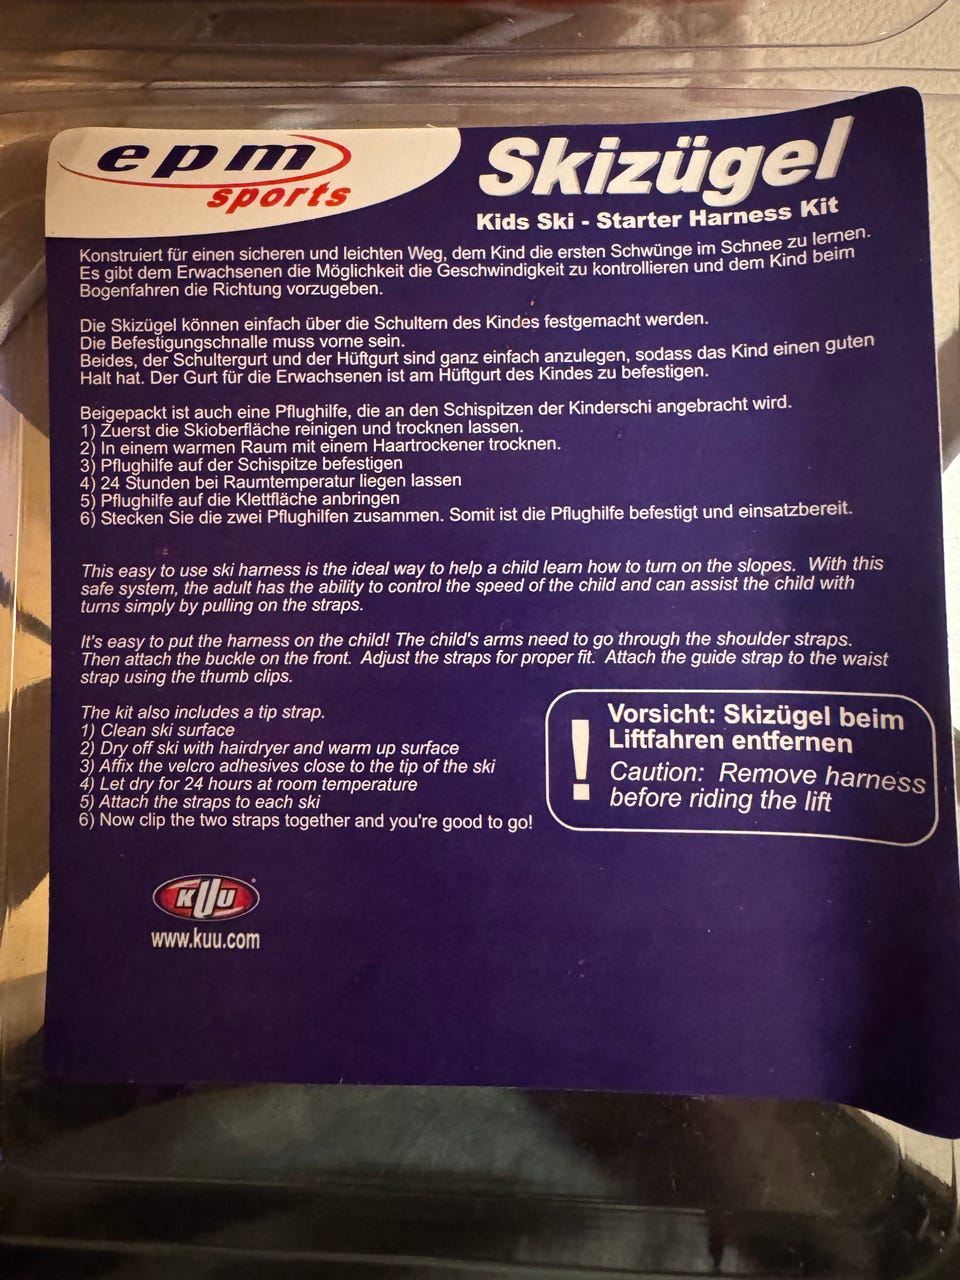 epm
sports
Skizügel
Kids Ski - Starter Harness Kit
Konstruiert für einen sicheren und leichten Weg, dem Kind die ersten Schwünge im Schnee zu lernen.
Es gibt dem Erwachsenen die Möglichkeit die Geschwindigkeit zu kontrollieren und dem Kind beim
Bogenfahren die Richtung vorzugeben.
Die Skizügel können einfach über die Schultern des Kindes festgemacht werden.
Die Befestigungschnalle muss vorne sein.
Beides, der Schultergurt und der Hüftgurt sind ganz einfach anzulegen, sodass das Kind einen guten
Halt hat. Der Gurt für die Erwachsenen ist am Hüftgurt des Kindes zu befestigen.
Beigepackt ist auch eine Pflughilfe, die an den Schispitzen der Kinderschi angebracht wird.
1) Zuerst die Skioberfläche reinigen und trocknen lassen.
2) In einem warmen Raum mit einem Haartrockener trocknen.
3) Pflughilfe auf der Schispitze befestigen
4) 24 Stunden bei Raumtemperatur liegen lassen
5) Pflughilfe auf die Klettfläche anbringen
6) Stecken Sie die zwei Pflughilfen zusammen. Somit ist die Pflughilfe befestigt und einsatzbereit.
This easy to use ski harness is the ideal way to help a child learn how to turn on the slopes. With this
safe system, the adult has the ability to control the speed of the child and can assist the child with
turns simply by pulling on the straps.
It's easy to put the harness on the child! The child's arms need to go through the shoulder straps.
Then attach the buckle on the front. Adjust the straps for proper fit. Attach the guide strap to the waist
strap using the thumb clips.
The kit also includes a tip strap.
1) Clean ski surface
2) Dry off ski with hairdryer and warm up surface
3) Affix the velcro adhesives close to the tip of the ski
4) Let dry for 24 hours at room temperature
5) Attach the straps to each ski
6) Now clip the two straps together and you're good to go!
!
Vorsicht: Skizügel beim
Liftfahren entfernen
Caution: Remove harness
before riding the lift
KUU
www.kuu.com